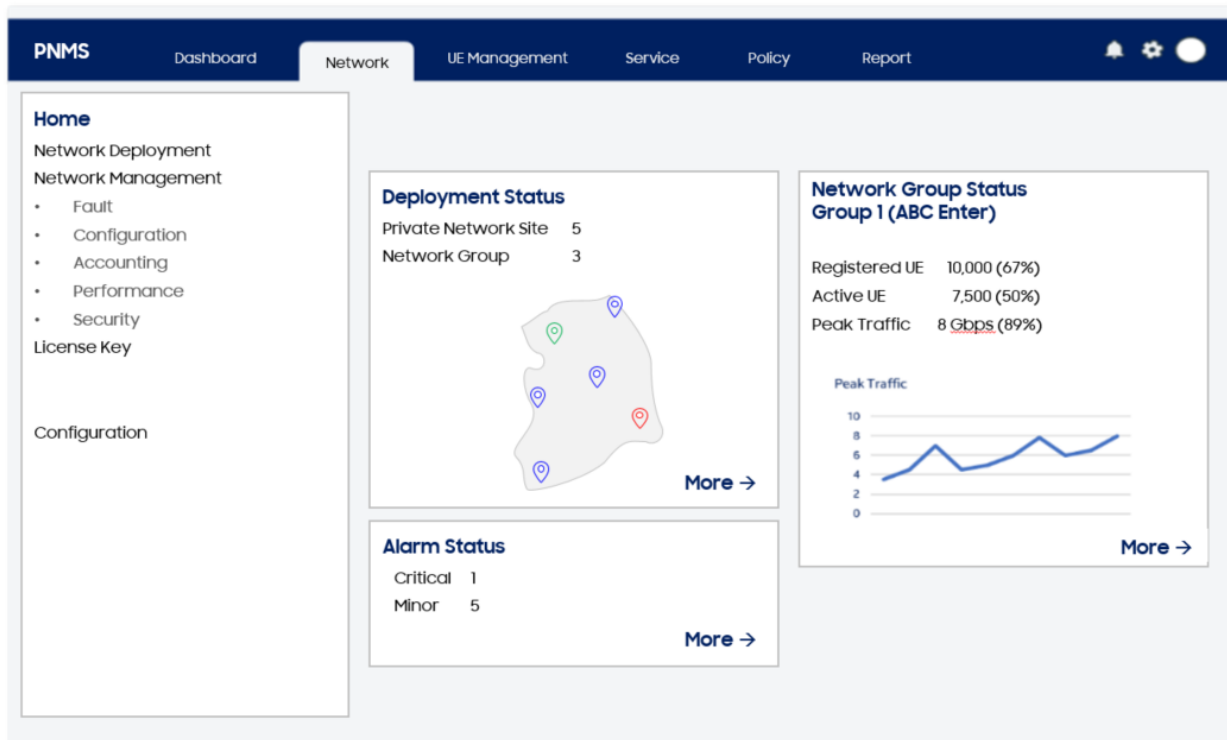 PNMS
Dashboard
Network
UE Management
Service
Policy
Report
Home
Network Deployment
Network Management
• Fault
• Configuration
• Accounting
• Performance
• Security
License Key
Configuration
Deployment Status
Private Network Site 5
Network Group 3
More →
Alarm Status
Critical 1
Minor 5
More →
Network Group Status
Group 1 (ABC Enter)
Registered UE 10,000 (67%)
Active UE 7,500 (50%)
Peak Traffic 8 Gbps (89%)
Peak Traffic
10
8
6
4
2
0
More →